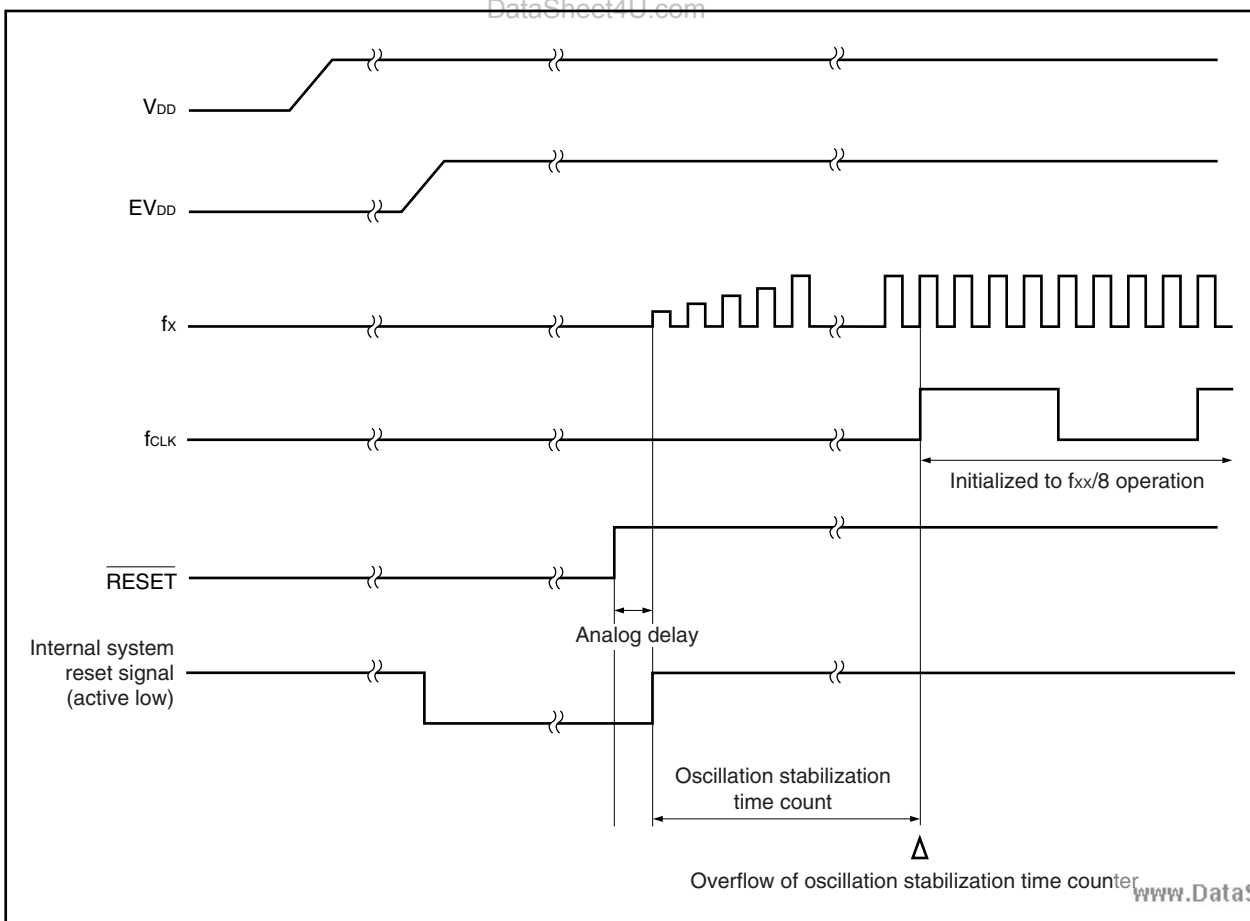 DataSheet4U.com
VDD
EVDD
fX
fCLK
Initialized to fXX/8 operation
RESET
Analog delay
Internal system
reset signal
(active low)
Oscillation stabilization
time count
Overflow of oscillation stabilization time counter
www.DataS